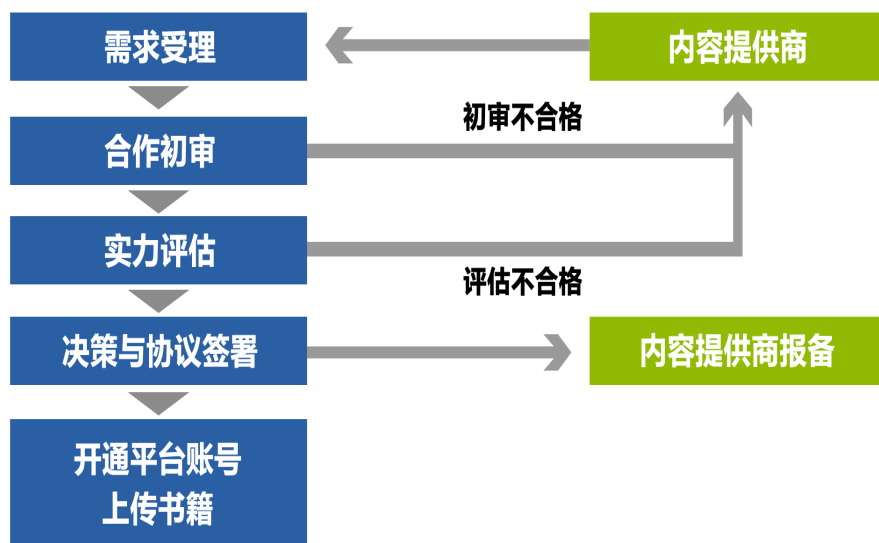 需求受理
内容提供商
初审不合格
合作初审
实力评估
评估不合格
决策与协议签署
内容提供商报备
开通平台账号
上传书籍